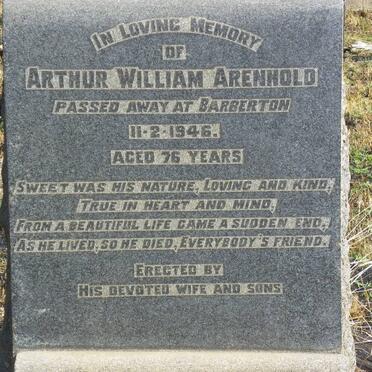 In Loving Memory
of
Arthur William Arenhold
passed away at Barberton
11-2-1946.
Aged 76 years
Sweet was his nature, Loving and kind,
True in heart and mind,
From a beautiful life came a sudden end,
As he lived, so he died, Everybody's friend.
Erected by
His devoted wife and sons